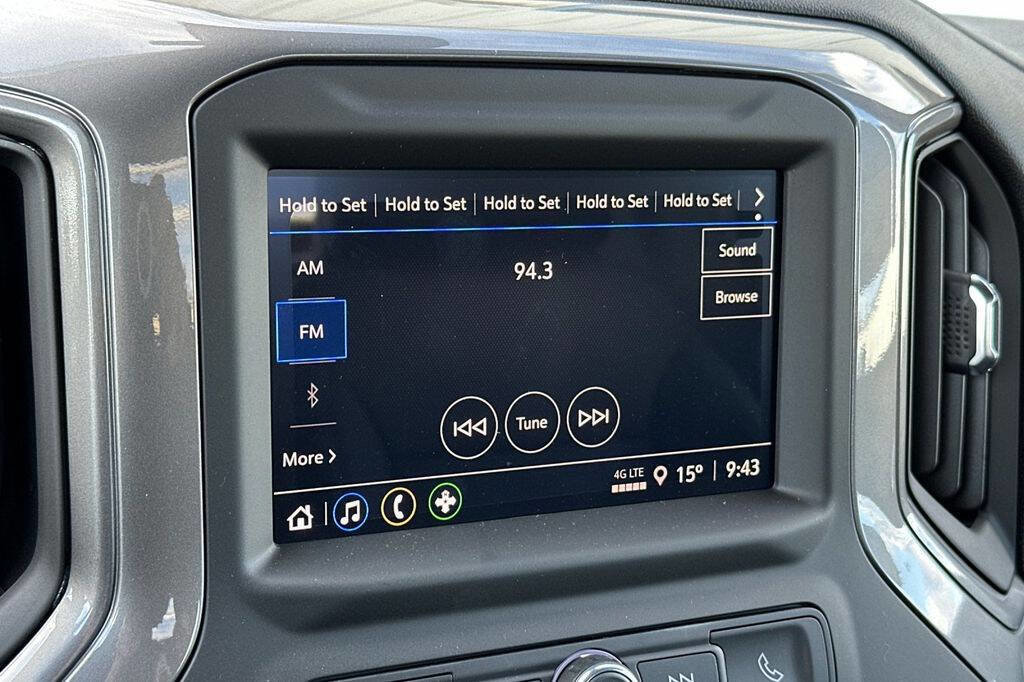 Hold to Set Hold to Set Hold to Set Hold to Set Hold to Set
Sound
AM
94.3
Browse
FM
Tune
More
4G LTE 15° 9:43